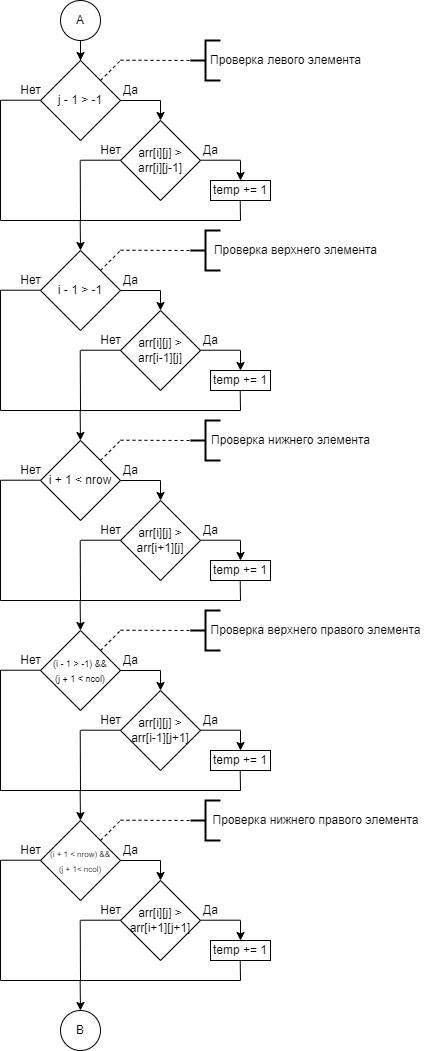 A
Проверка левого элемента
Нет
j - 1 > -1
Да
Нет
arr[i][j] >
arr[i][j-1]
Да
temp += 1
Проверка верхнего элемента
Нет
i - 1 > -1
Да
Нет
arr[i][j] >
arr[i-1][j]
Да
temp += 1
Проверка нижнего элемента
Нет
i + 1 < nrow
Да
Нет
arr[i][j] >
arr[i+1][j]
Да
temp += 1
Проверка верхнего правого элемента
Нет
(i - 1 > -1) &&
(j + 1 < ncol)
Да
Нет
arr[i][j] >
arr[i-1][j+1]
Да
temp += 1
Проверка нижнего правого элемента
Нет
(i + 1 < nrow) &&
(j + 1< ncol)
Да
Нет
arr[i][j] >
arr[i+1][j+1]
Да
temp += 1
B